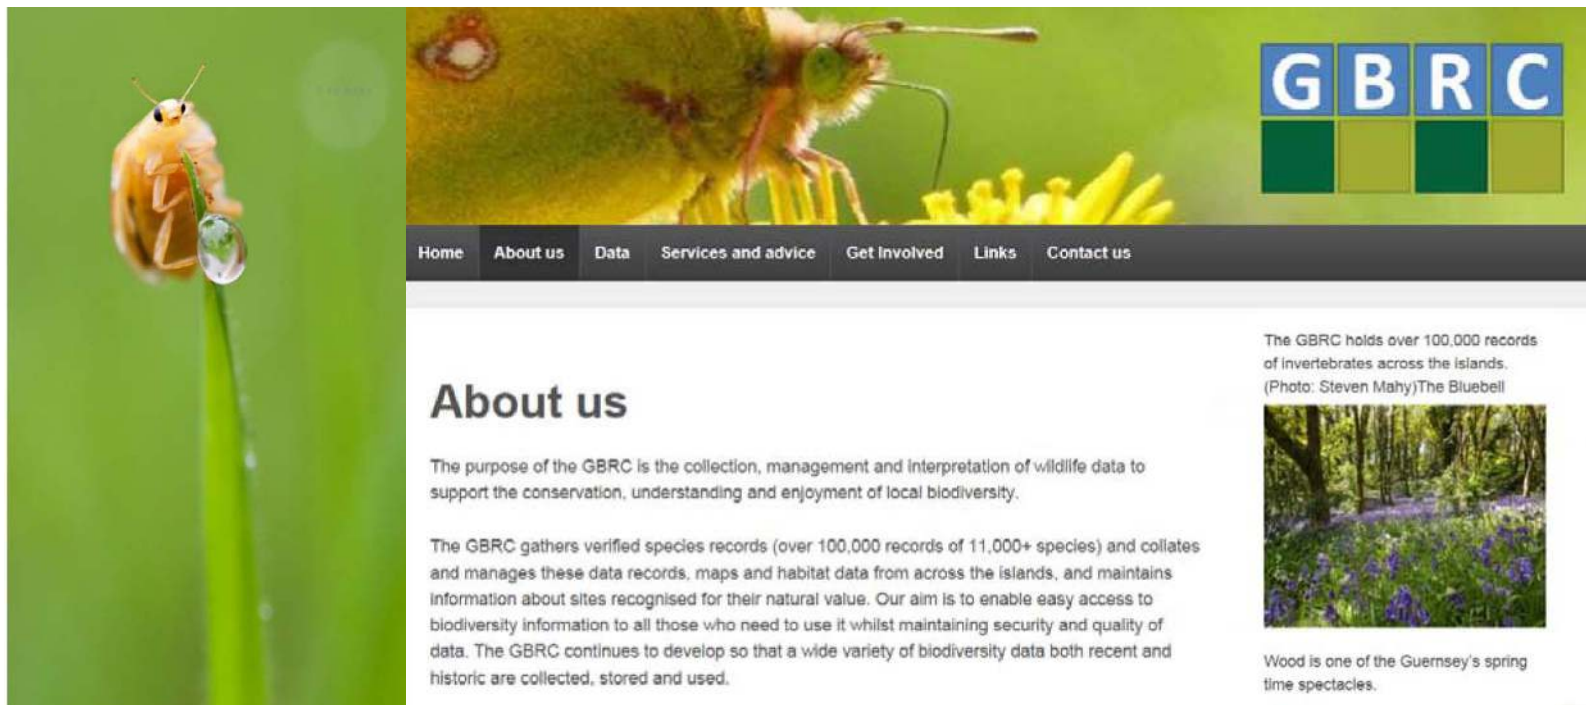 G B R C
Home About us Data Services and advice Get Involved Links Contact us
About us
The purpose of the GBRC is the collection, management and interpretation of wildlife data to
support the conservation, understanding and enjoyment of local biodiversity.
The GBRC gathers verified species records (over 100,000 records of 11,000+ species) and collates
and manages these data records, maps and habitat data from across the islands, and maintains
information about sites recognised for their natural value. Our aim is to enable easy access to
biodiversity information to all those who need to use it whilst maintaining security and quality of
data. The GBRC continues to develop so that a wide variety of biodiversity data both recent and
historic are collected, stored and used.
The GBRC holds over 100,000 records
of invertebrates across the islands.
(Photo: Steven Mahy)The Bluebell
Wood is one of the Guernsey's spring
time spectacles.